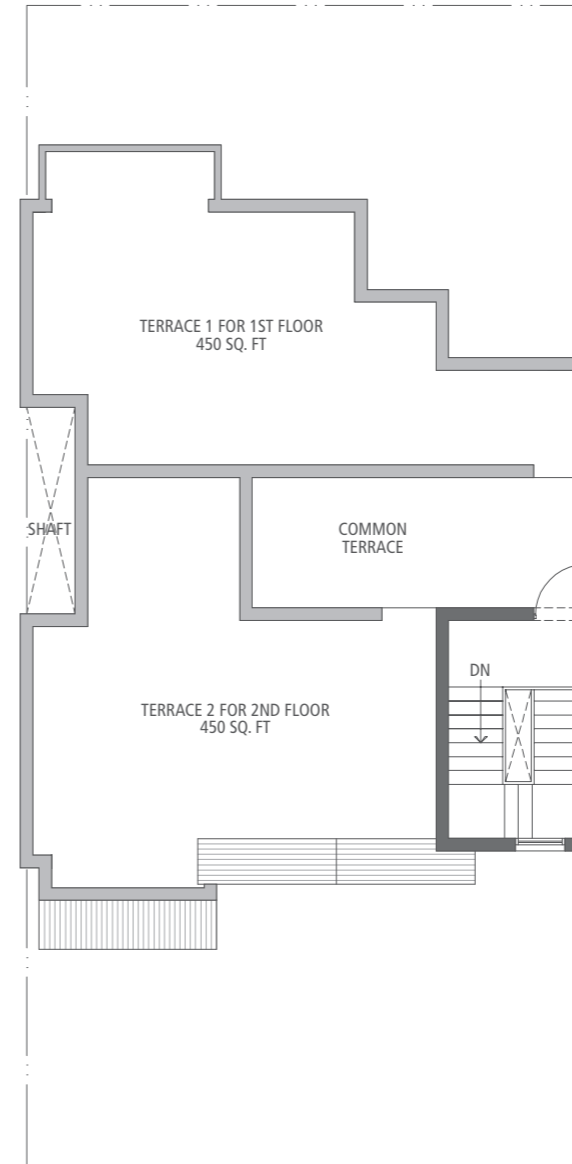 TERRACE 1 FOR 1ST FLOOR
450 SQ. FT
SHAFT
COMMON
TERRACE
DN
TERRACE 2 FOR 2ND FLOOR
450 SQ. FT